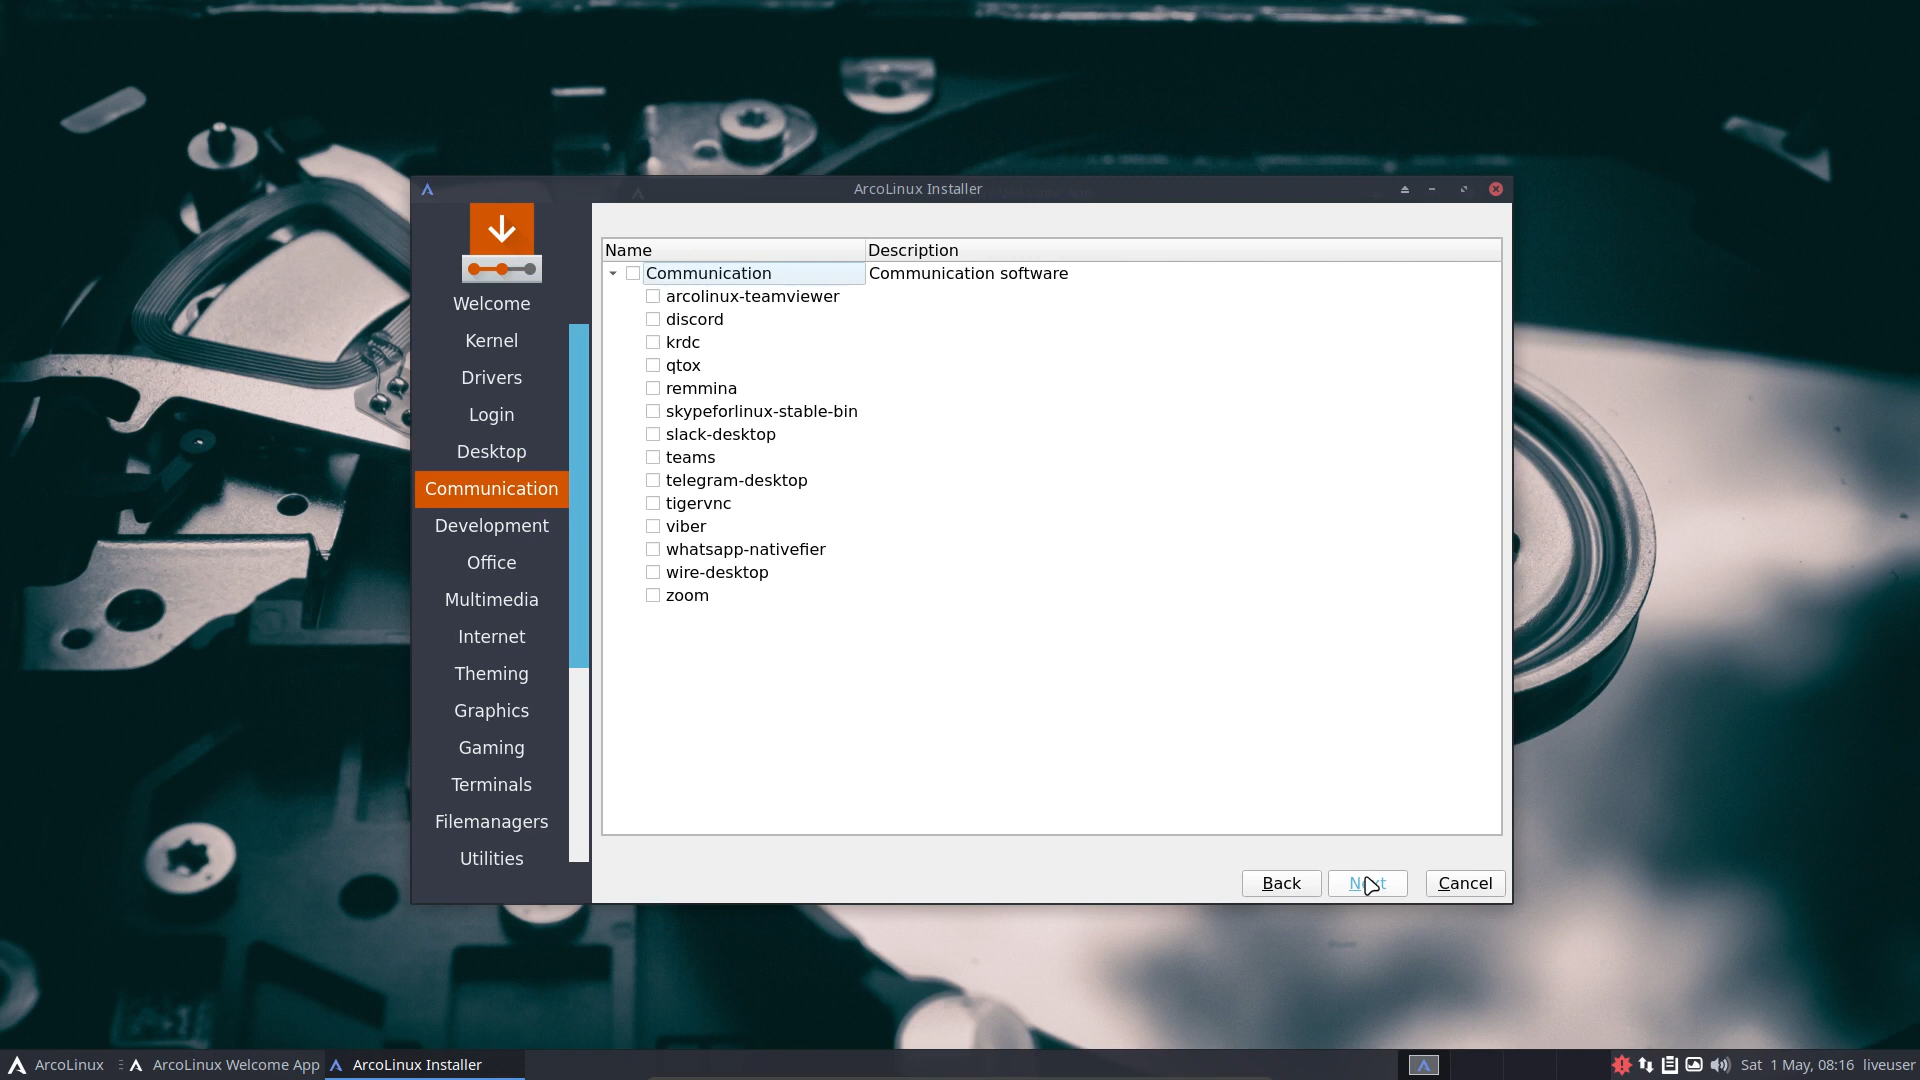 ArcoLinux Installer
Welcome
Kernel
Drivers
Login
Desktop
Communication
Development
Office
Multimedia
Internet
Theming
Graphics
Gaming
Terminals
Filemanagers
Utilities
Name Description
Communication Communication software
arcolinux-teamviewer
discord
krdc
qtox
remmina
skypeforlinux-stable-bin
slack-desktop
teams
telegram-desktop
tigervnc
viber
whatsapp-nativefier
wire-desktop
zoom
Back Next Cancel
ArcoLinux ArcoLinux Welcome App ArcoLinux Installer Sat 1 May, 08:16 liveuser